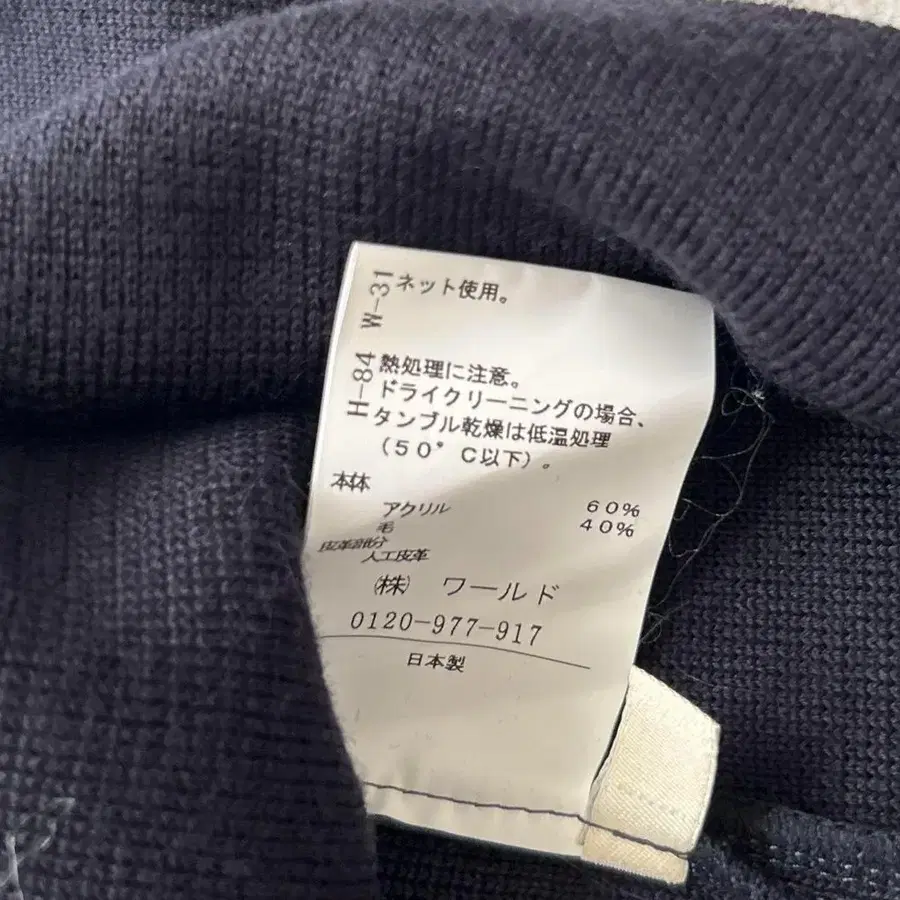 W-31
H-84
ネット使用。
熱処理に注意。
ドライクリーニングの場合、
タンブル乾燥は低温処理
(50°C以下)。
本体
アクリル 60%
毛 40%
皮革部分
人工皮革
(株) ワールド
0120-977-917
日本製